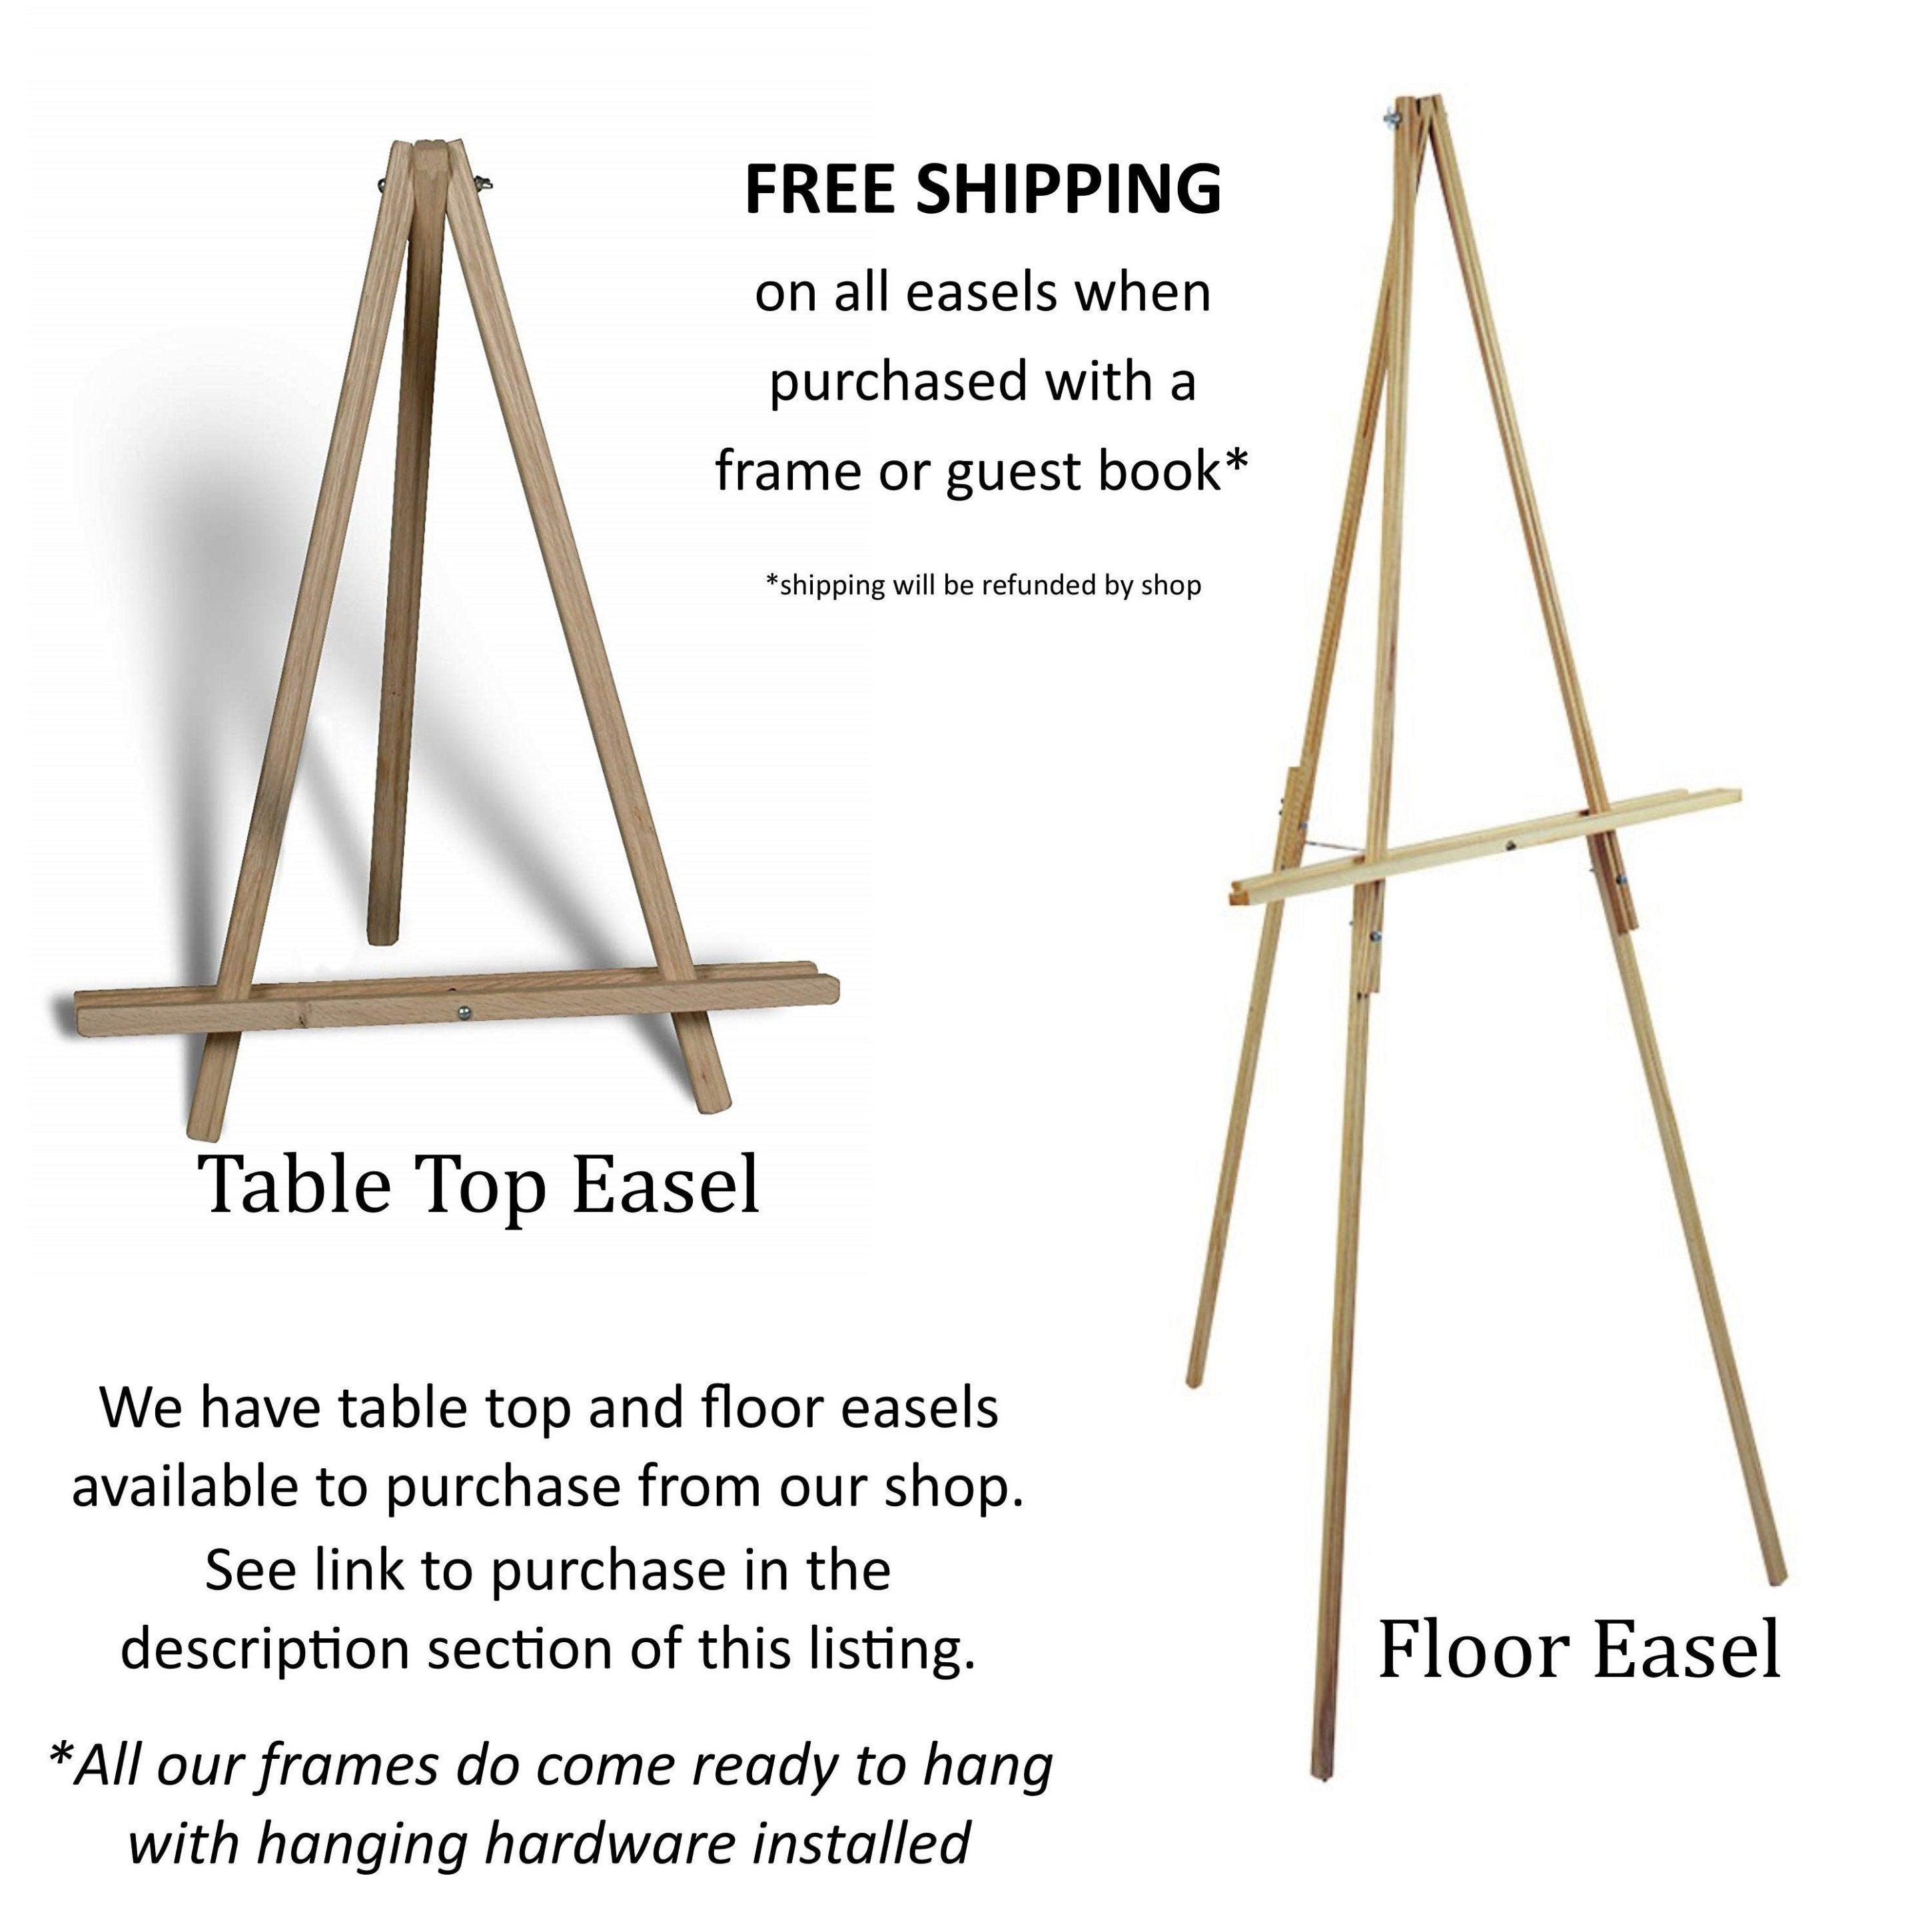 FREE SHIPPING
on all easels when
purchased with a
frame or guest book*
*shipping will be refunded by shop
Table Top Easel
We have table top and floor easels
available to purchase from our shop.
See link to purchase in the
description section of this listing.
Floor Easel
*All our frames do come ready to hang
with hanging hardware installed